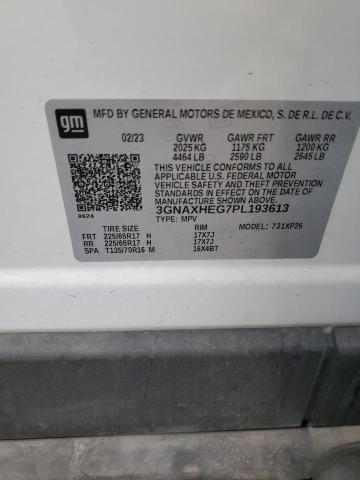 gm
MFD BY GENERAL MOTORS DE MEXICO, S. DE R.L. DE C.V.
02/23 GVWR GAWR FRT GAWR RR
2025 KG 1175 KG 1200 KG
4464 LB 2590 LB 2645 LB
THIS VEHICLE CONFORMS TO ALL
APPLICABLE U.S. FEDERAL MOTOR
VEHICLE SAFETY AND THEFT PREVENTION
STANDARDS IN EFFECT ON THE DATE OF
MANUFACTURE SHOWN ABOVE.
3GNAXHEG7PL193613
8624 TYPE: MPV
TIRE SIZE RIM MODEL: 731XP26
FRT 225/65R17 H 17X7J
RR 225/65R17 H 17X7J
SPA T135/70R16 M 16X4BT